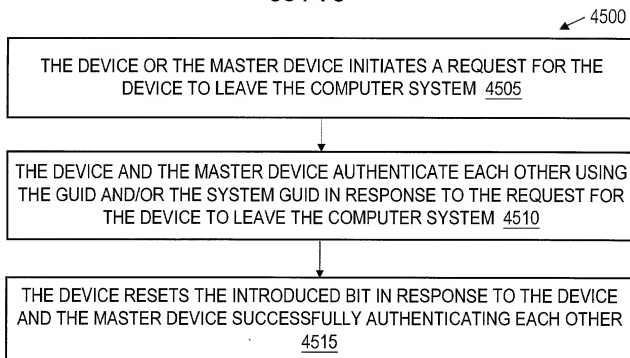 4500
THE DEVICE OR THE MASTER DEVICE INITIATES A REQUEST FOR THE
DEVICE TO LEAVE THE COMPUTER SYSTEM 4505
THE DEVICE AND THE MASTER DEVICE AUTHENTICATE EACH OTHER USING
THE GUID AND/OR THE SYSTEM GUID IN RESPONSE TO THE REQUEST FOR
THE DEVICE TO LEAVE THE COMPUTER SYSTEM 4510
THE DEVICE RESETS THE INTRODUCED BIT IN RESPONSE TO THE DEVICE
AND THE MASTER DEVICE SUCCESSFULLY AUTHENTICATING EACH OTHER
4515